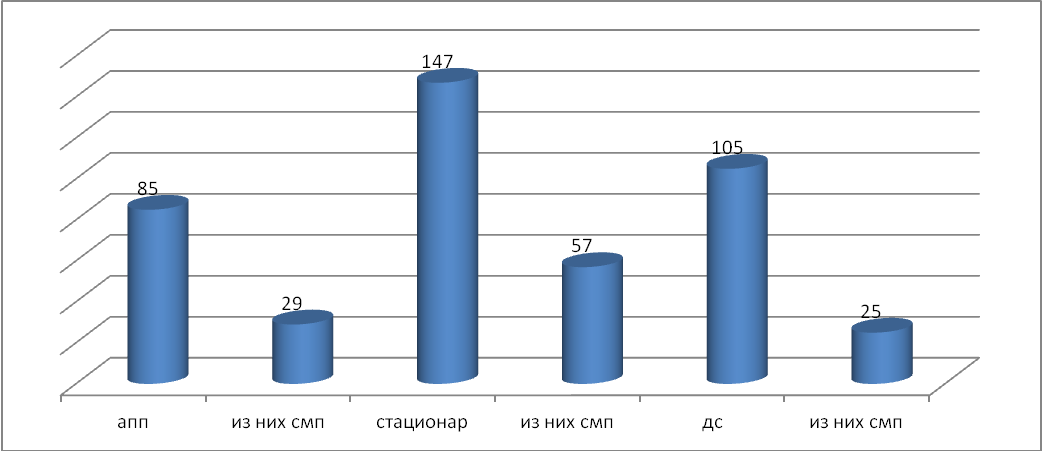 147
105
85
57
29
25
апп
из них смп
стационар
из них смп
дс
из них смп